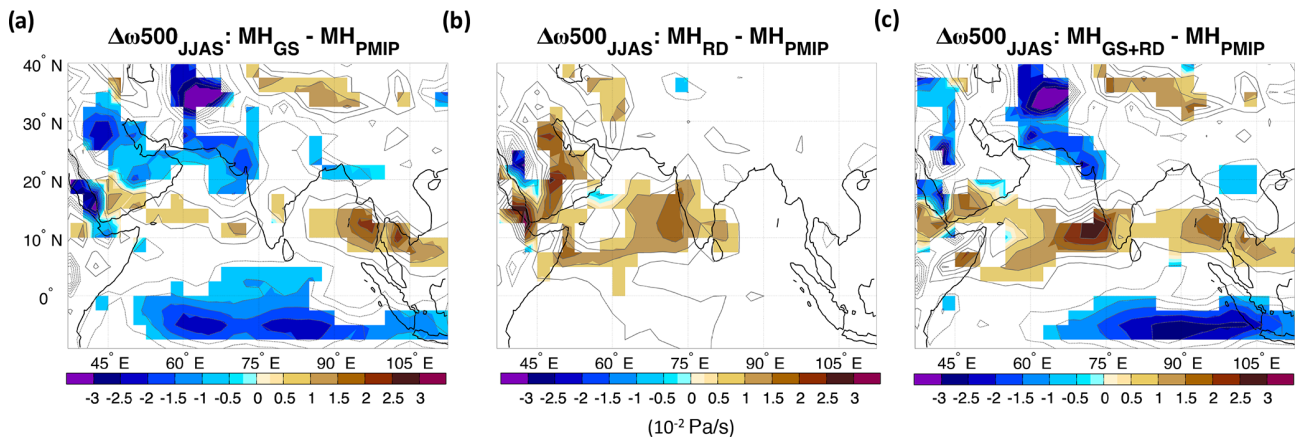 (a)
Δω500JJAS: MHGS - MHPMIP
40° N
30° N
20° N
10° N
0°
45° E 60° E 75° E 90° E 105° E
-3 -2.5 -2 -1.5 -1 -0.5 0 0.5 1 1.5 2 2.5 3
(b)
Δω500JJAS: MHRD - MHPMIP
45° E 60° E 75° E 90° E 105° E
-3 -2.5 -2 -1.5 -1 -0.5 0 0.5 1 1.5 2 2.5 3
(10-2 Pa/s)
(c)
Δω500JJAS: MHGS+RD - MHPMIP
45° E 60° E 75° E 90° E 105° E
-3 -2.5 -2 -1.5 -1 -0.5 0 0.5 1 1.5 2 2.5 3